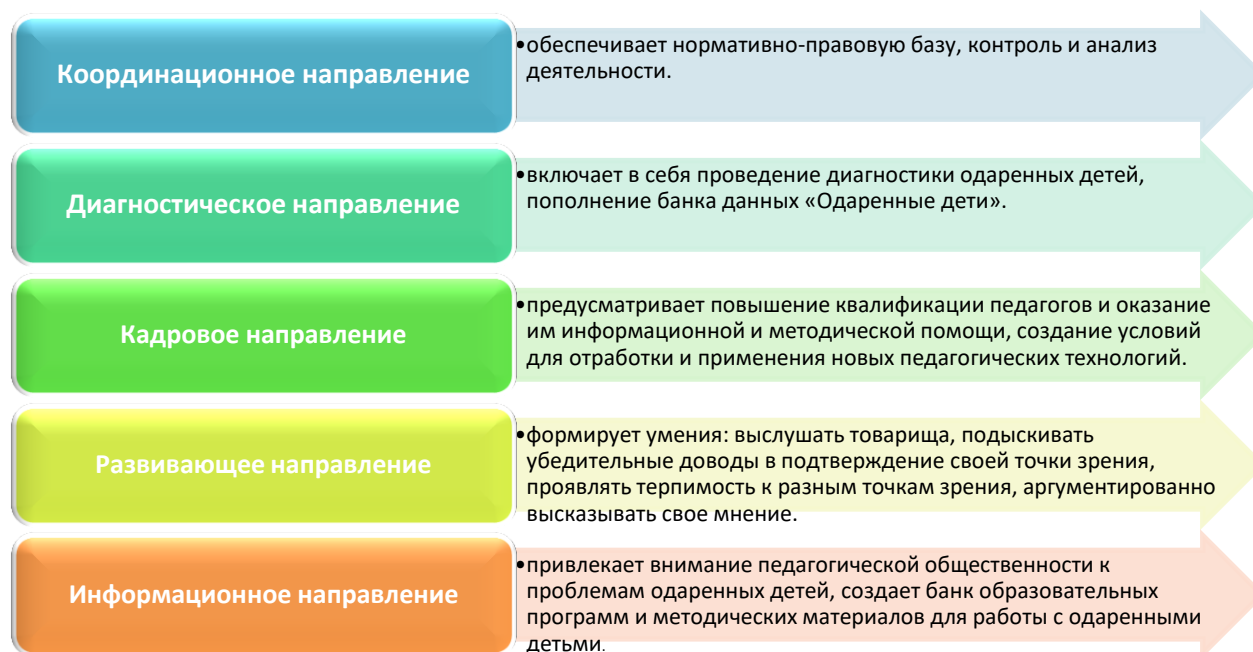 Координационное направление
•обеспечивает нормативно-правовую базу, контроль и анализ
деятельности.
Диагностическое направление
•включает в себя проведение диагностики одаренных детей,
пополнение банка данных «Одаренные дети».
Кадровое направление
•предусматривает повышение квалификации педагогов и оказание
им информационной и методической помощи, создание условий
для отработки и применения новых педагогических технологий.
Развивающее направление
•формирует умения: выслушать товарища, подыскивать
убедительные доводы в подтверждение своей точки зрения,
проявлять терпимость к разным точкам зрения, аргументированно
высказывать свое мнение.
Информационное направление
•привлекает внимание педагогической общественности к
проблемам одаренных детей, создает банк образовательных
программ и методических материалов для работы с одаренными
детьми.